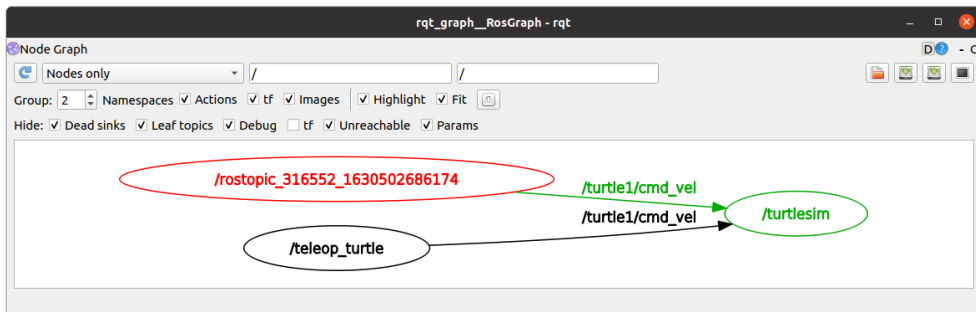 rqt_graph__RosGraph - rqt
Node Graph
D ? - O
Nodes only / /
Group: 2 Namespaces Actions tf Images Highlight Fit
Hide: Dead sinks Leaf topics Debug tf Unreachable Params
/rostopic_316552_1630502686174
/turtle1/cmd_vel
/turtlesim
/turtle1/cmd_vel
/teleop_turtle